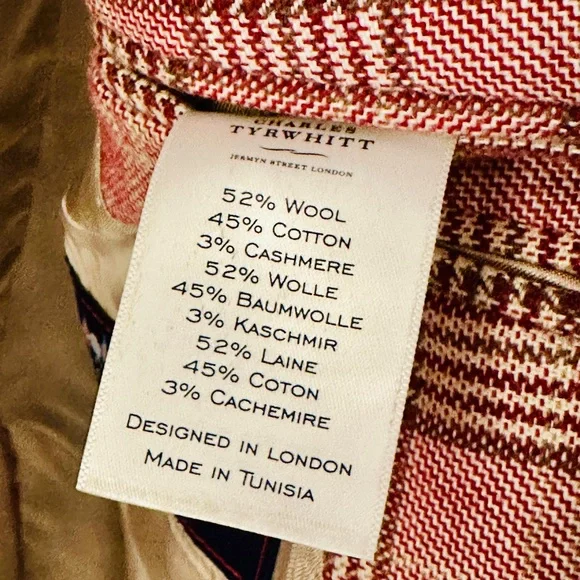 CHARLES
TYRWHITT
JERMYN STREET LONDON
52% WOOL
45% COTTON
3% CASHMERE
52% WOLLE
45% BAUMWOLLE
3% KASCHMIR
52% LAINE
45% COTON
3% CACHEMIRE
DESIGNED IN LONDON
MADE IN TUNISIA